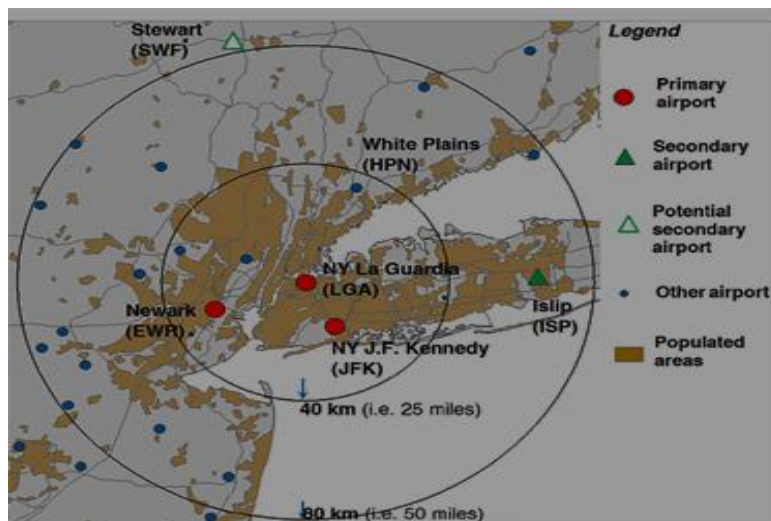 Stewart
(SWF)
White Plains
(HPN)
NY La Guardia
(LGA)
Newark
(EWR)
NY J.F. Kennedy
(JFK)
Islip
(ISP)
40 km (i.e. 25 miles)
80 km (i.e. 50 miles)
Legend
Primary
airport
Secondary
airport
Potential
secondary
airport
Other airport
Populated
areas